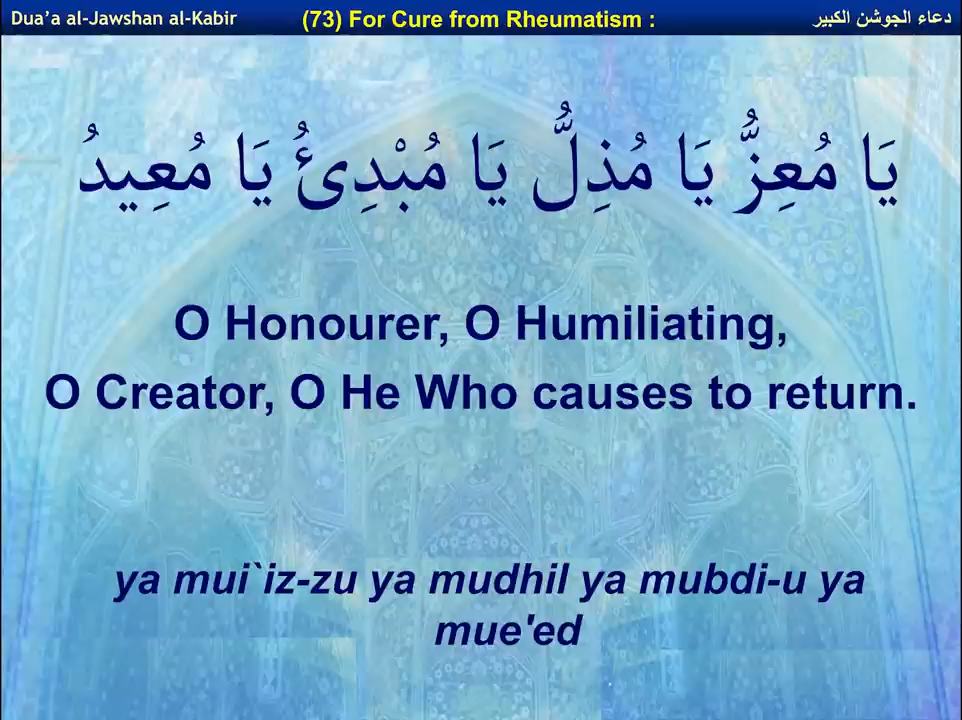 Dua’a al-Jawshan al-Kabir (73) For Cure from Rheumatism : دعاء الجوشن الكبير
يَا مُعِزُّ يَا مُذِلُّ يَا مُبْدِئُ يَا مُعِيدُ
O Honourer, O Humiliating,
O Creator, O He Who causes to return.
ya mui`iz-zu ya mudhil ya mubdi-u ya
mue'ed